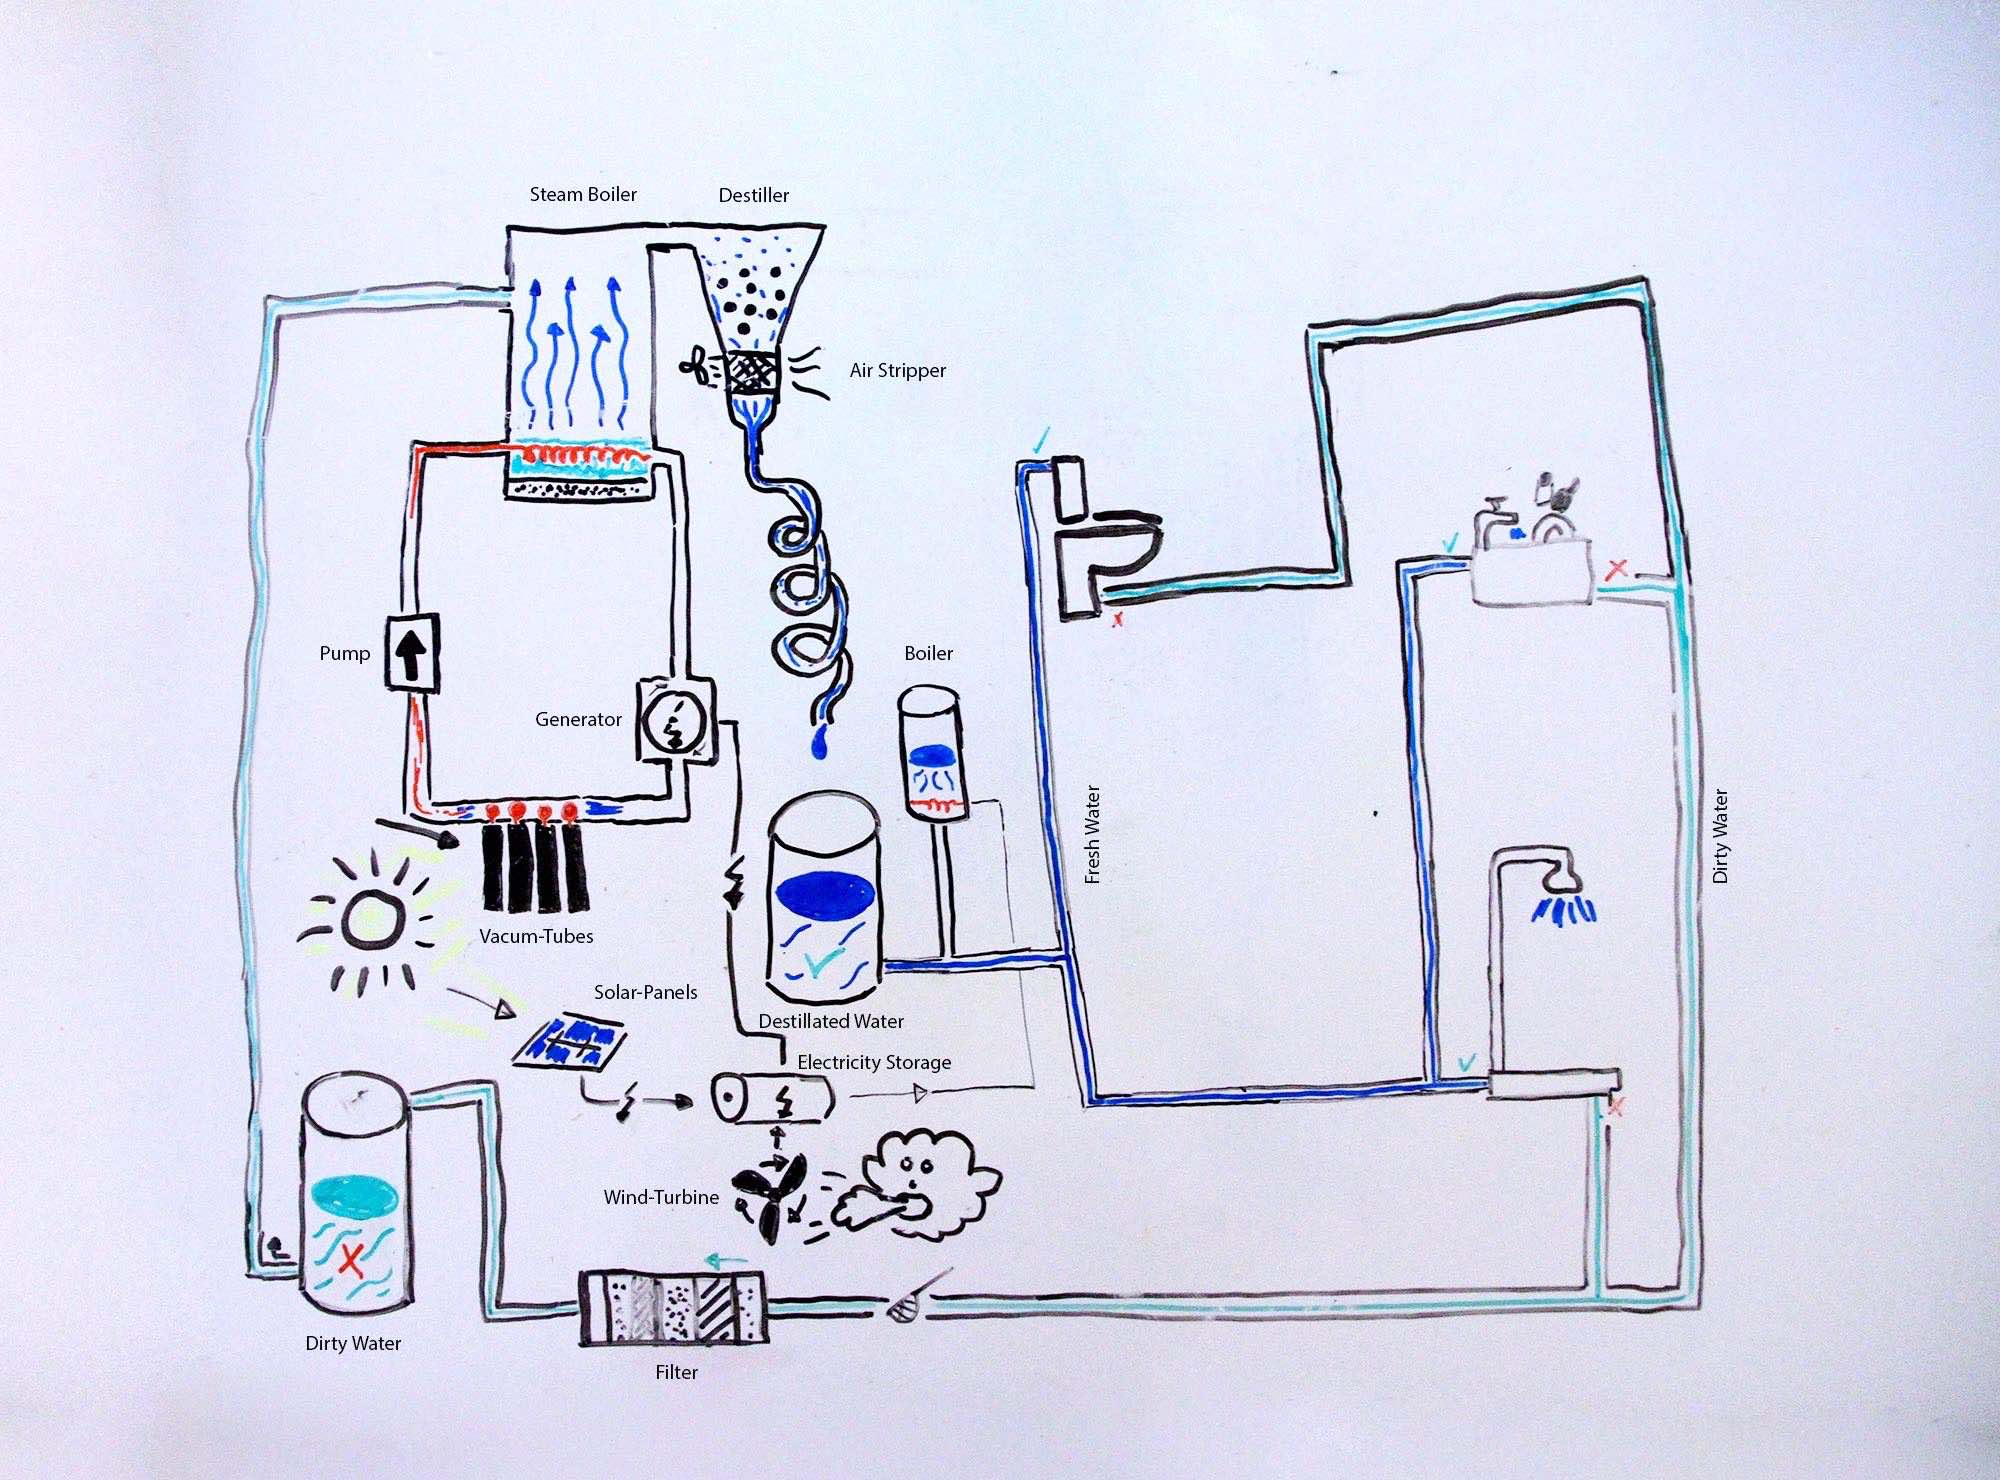 Steam Boiler
Destiller
Air Stripper
Pump
Generator
Boiler
Fresh Water
Dirty Water
Vacum-Tubes
Solar-Panels
Destillated Water
Electricity Storage
Wind-Turbine
Dirty Water
Filter